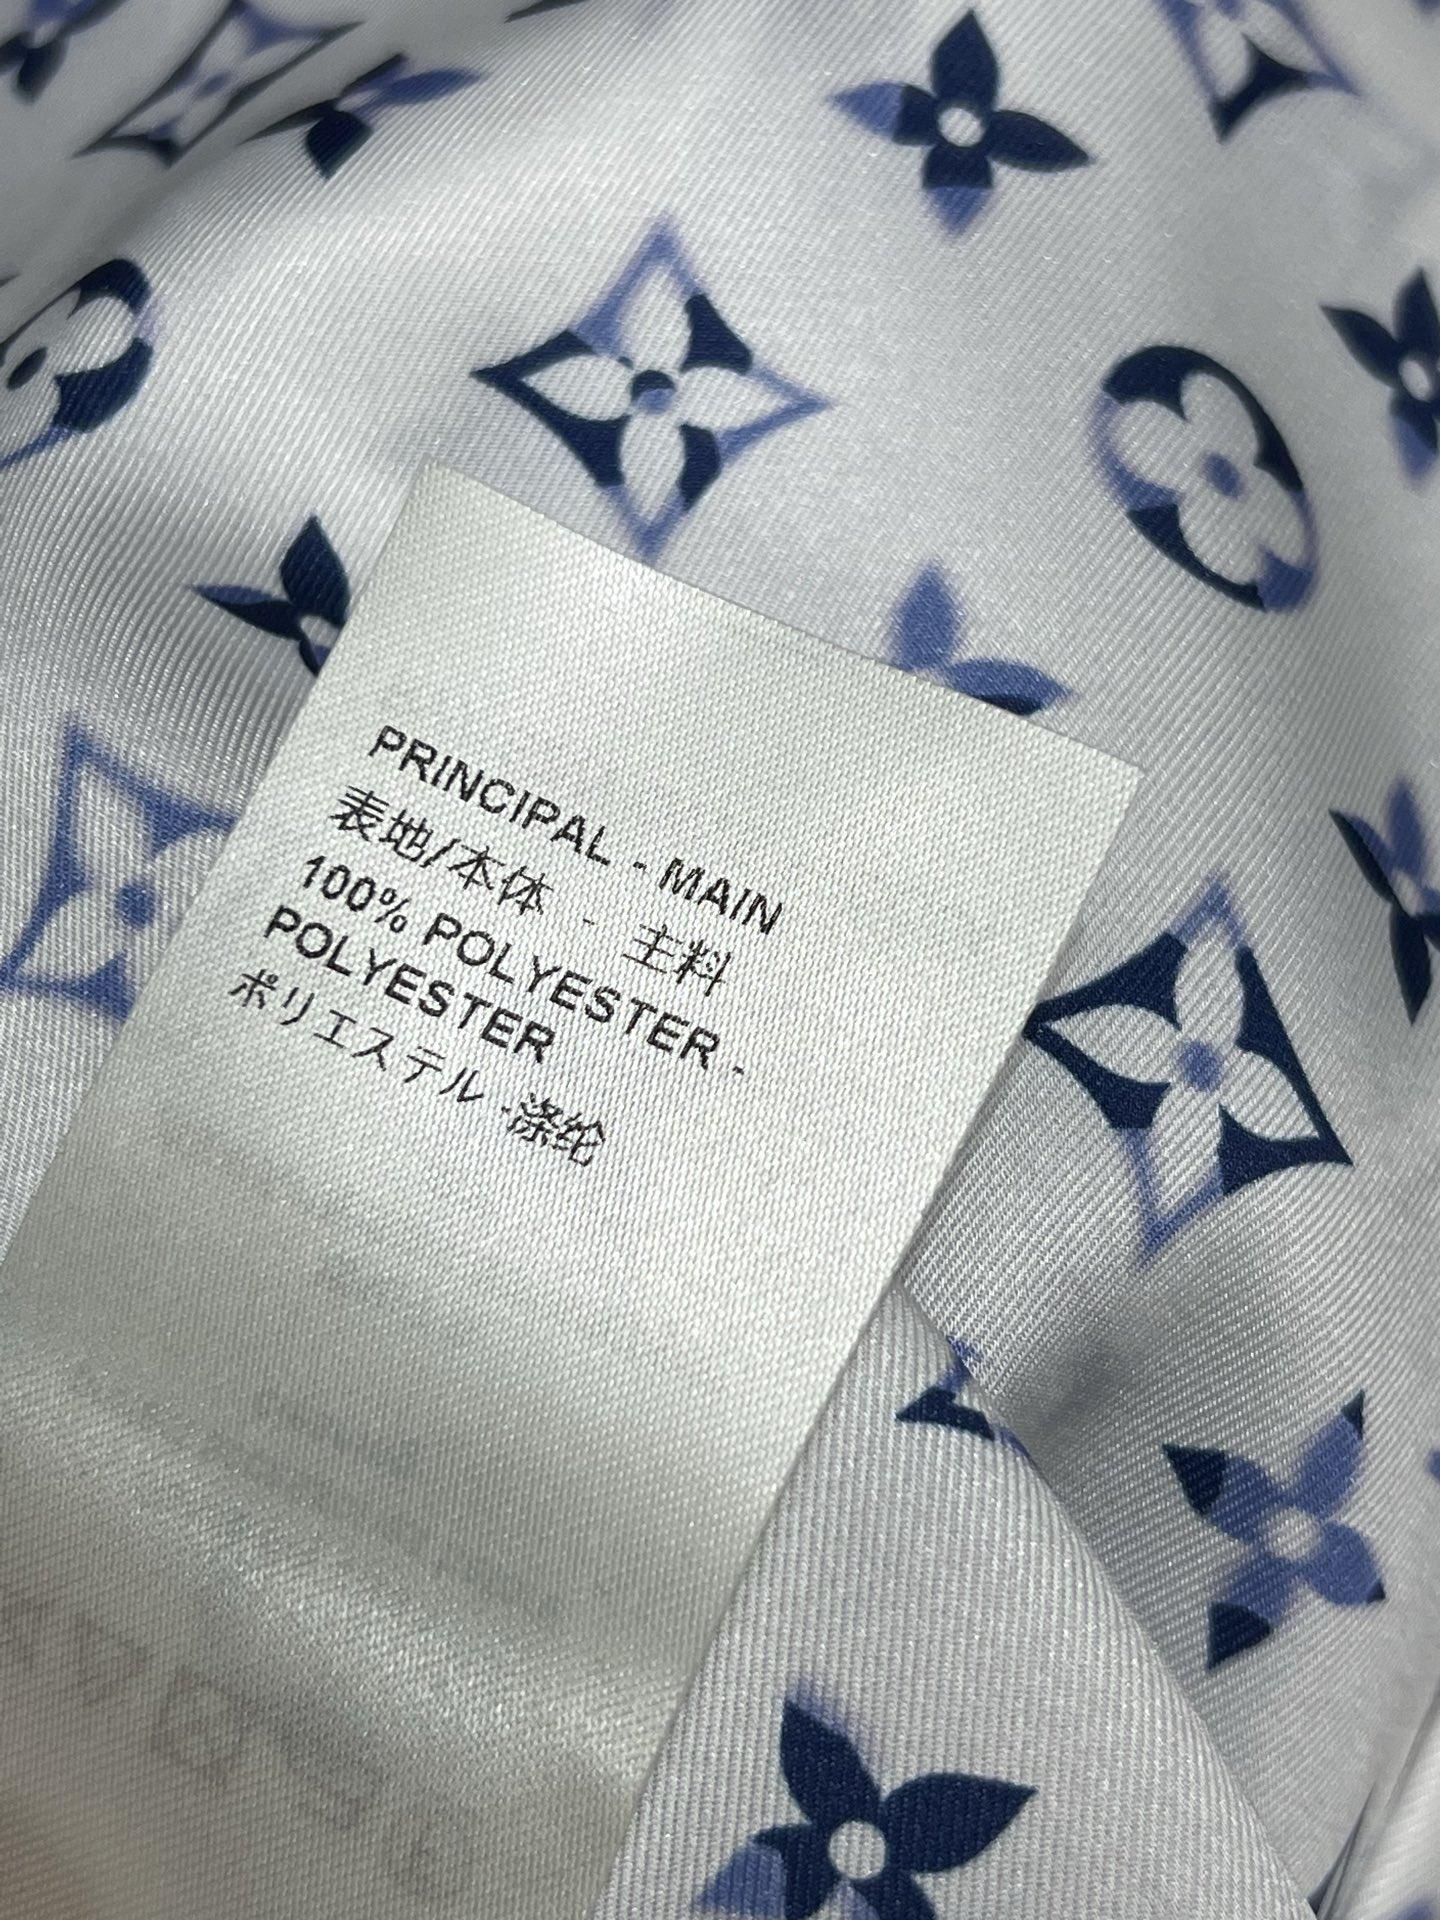 PRINCIPAL - MAIN
表地/本体 - 主料
100% POLYESTER -
POLYESTER
ポリエステル -涤纶